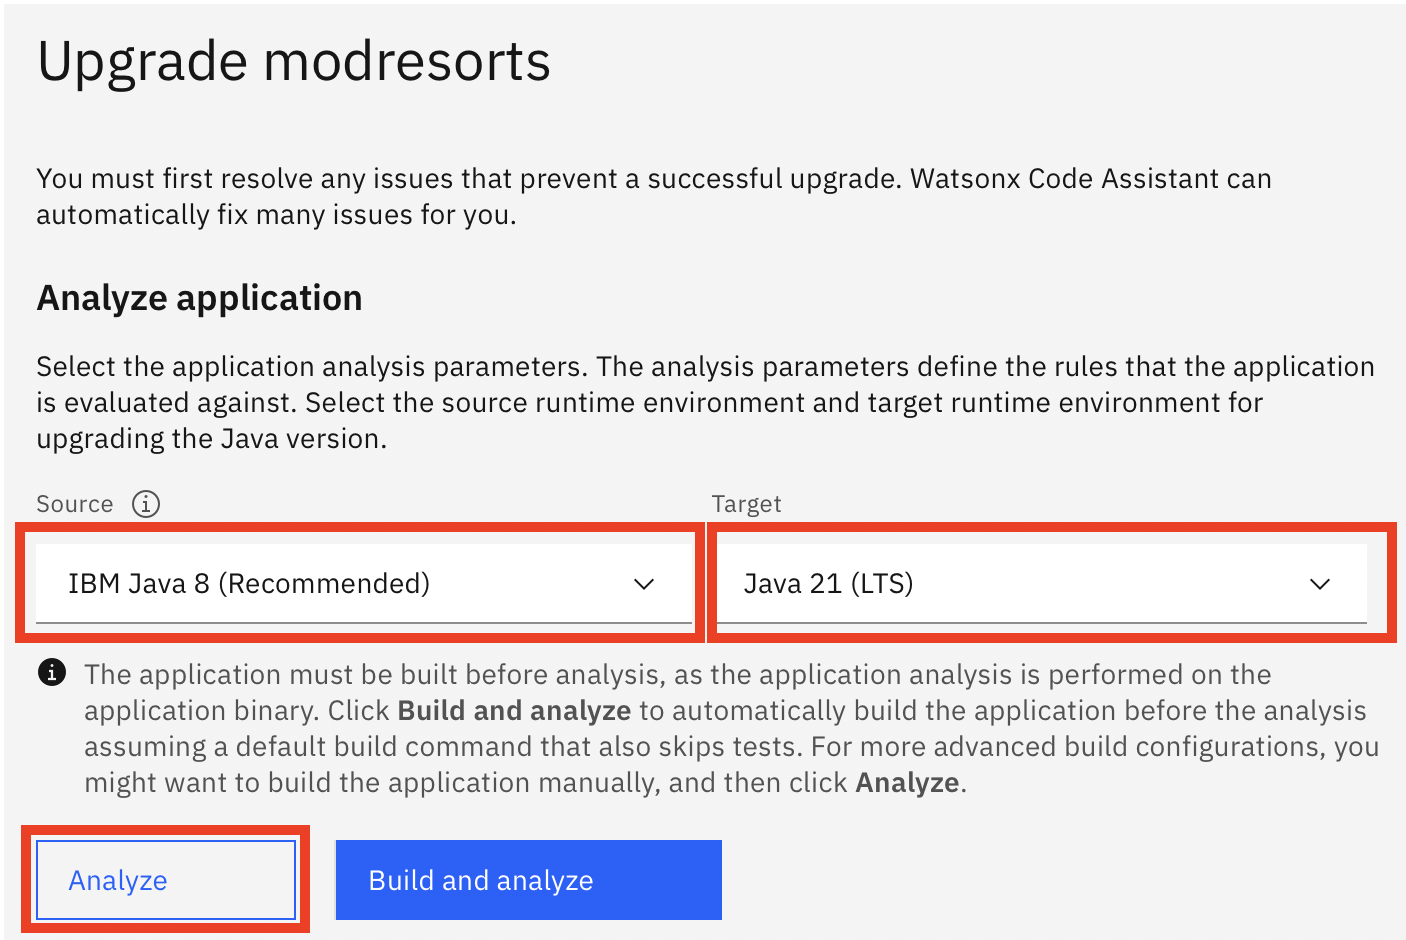 Upgrade modresorts
You must first resolve any issues that prevent a successful upgrade. Watsonx Code Assistant can
automatically fix many issues for you.
Analyze application
Select the application analysis parameters. The analysis parameters define the rules that the application
is evaluated against. Select the source runtime environment and target runtime environment for
upgrading the Java version.
Source
Target
IBM Java 8 (Recommended)
Java 21 (LTS)
The application must be built before analysis, as the application analysis is performed on the
application binary. Click Build and analyze to automatically build the application before the analysis
assuming a default build command that also skips tests. For more advanced build configurations, you
might want to build the application manually, and then click Analyze.
Analyze
Build and analyze